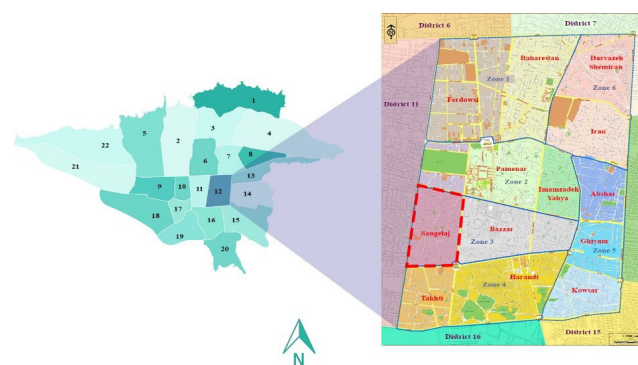 1
2
3
4
5
6
7
8
9
10
11
12
13
14
15
16
17
18
19
20
21
22
N
District 6
District 7
Baharestan
Darvazeh
Shemiran
Zone 1
Zone 6
District 11
Ferdowsi
Iran
Pamenar
Zone 2
Imamzadeh
Yahya
Abshar
Sangelaj
Bazzar
Zone 3
Ghiyam
Zone 5
Harandi
Takhti
Zone 4
Kowsar
District 16
District 15